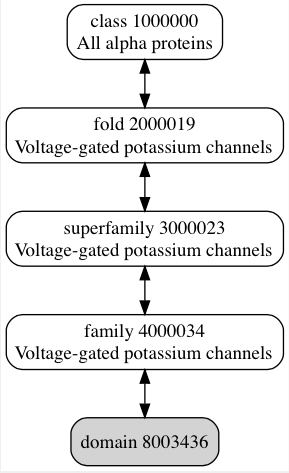 class 1000000
All alpha proteins
fold 2000019
Voltage-gated potassium channels
superfamily 3000023
Voltage-gated potassium channels
family 4000034
Voltage-gated potassium channels
domain 8003436